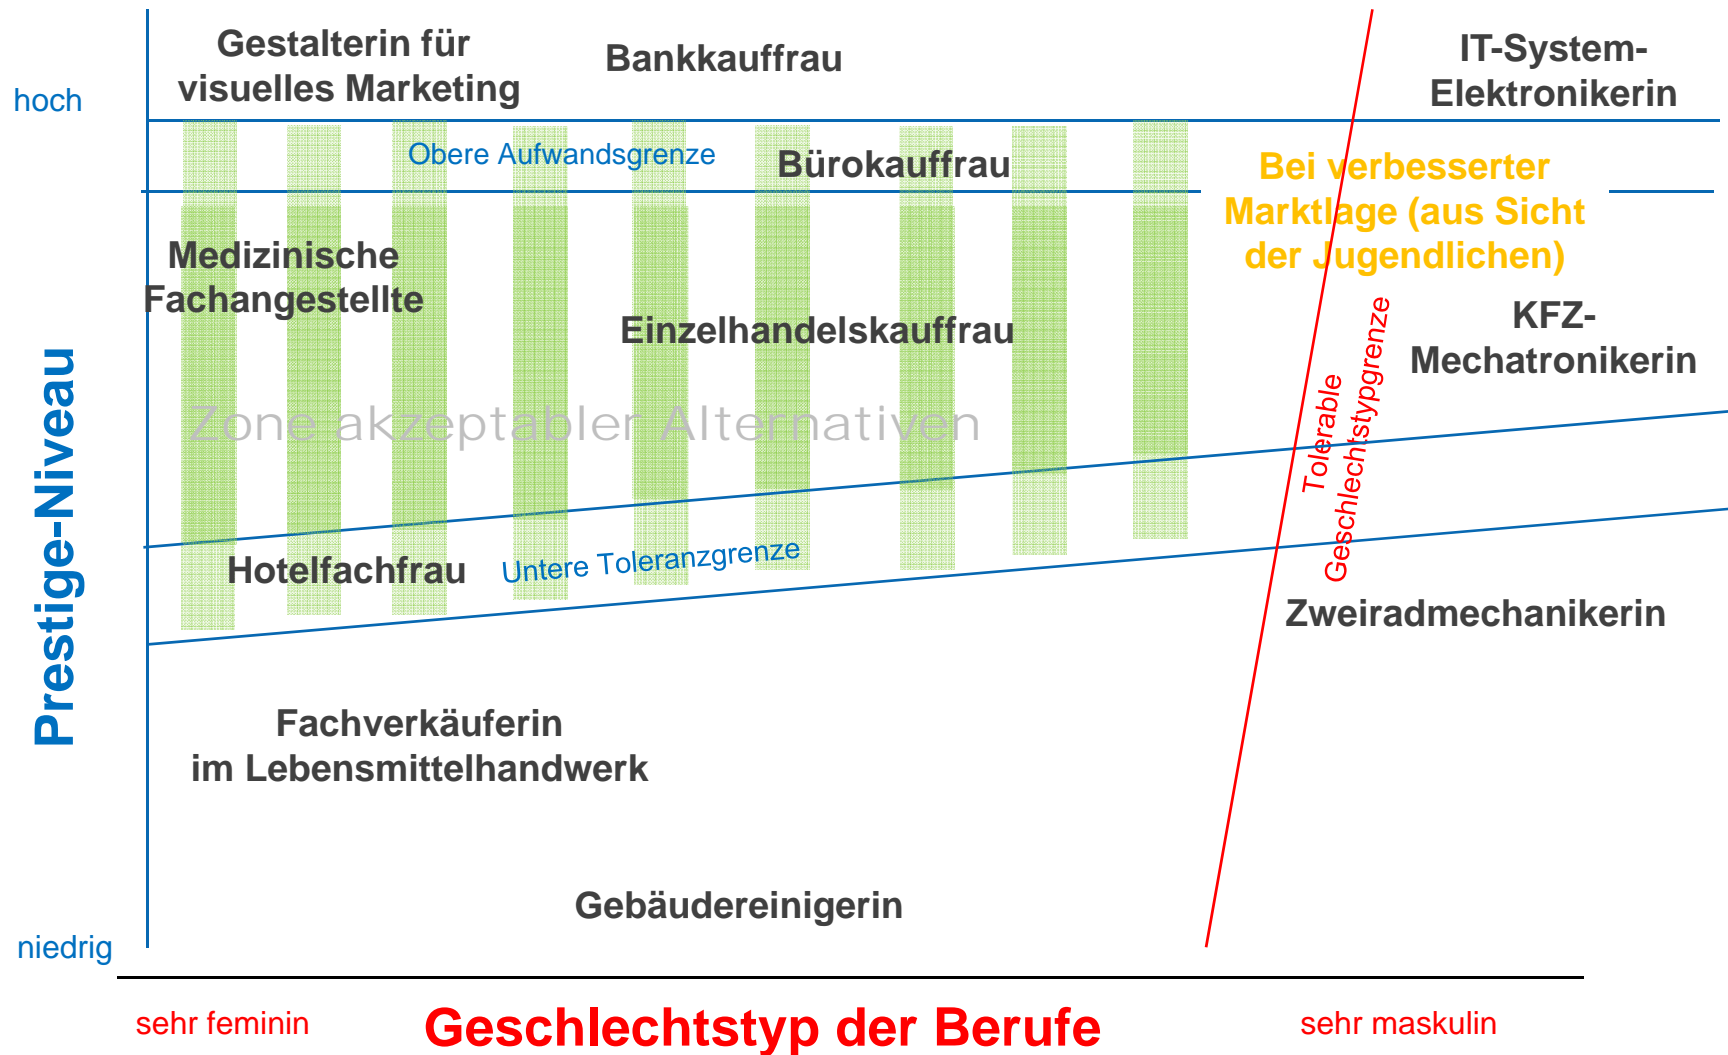 Gestalterin für
visuelles Marketing
Bankkauffrau
IT-System-
Elektronikerin
hoch
Obere Aufwandsgrenze
Bürokauffrau
Bei verbesserter
Marktlage (aus Sicht
der Jugendlichen)
Medizinische
Fachangestellte
Einzelhandelskauffrau
KFZ-
Mechatronikerin
Zone akzeptabler Alternativen
Tolerable
Geschlechtstypgrenze
Prestige-Niveau
Hotelfachfrau
Untere Toleranzgrenze
Zweiradmechanikerin
Fachverkäuferin
im Lebensmittelhandwerk
Gebäudereinigerin
niedrig
sehr feminin
Geschlechtstyp der Berufe
sehr maskulin